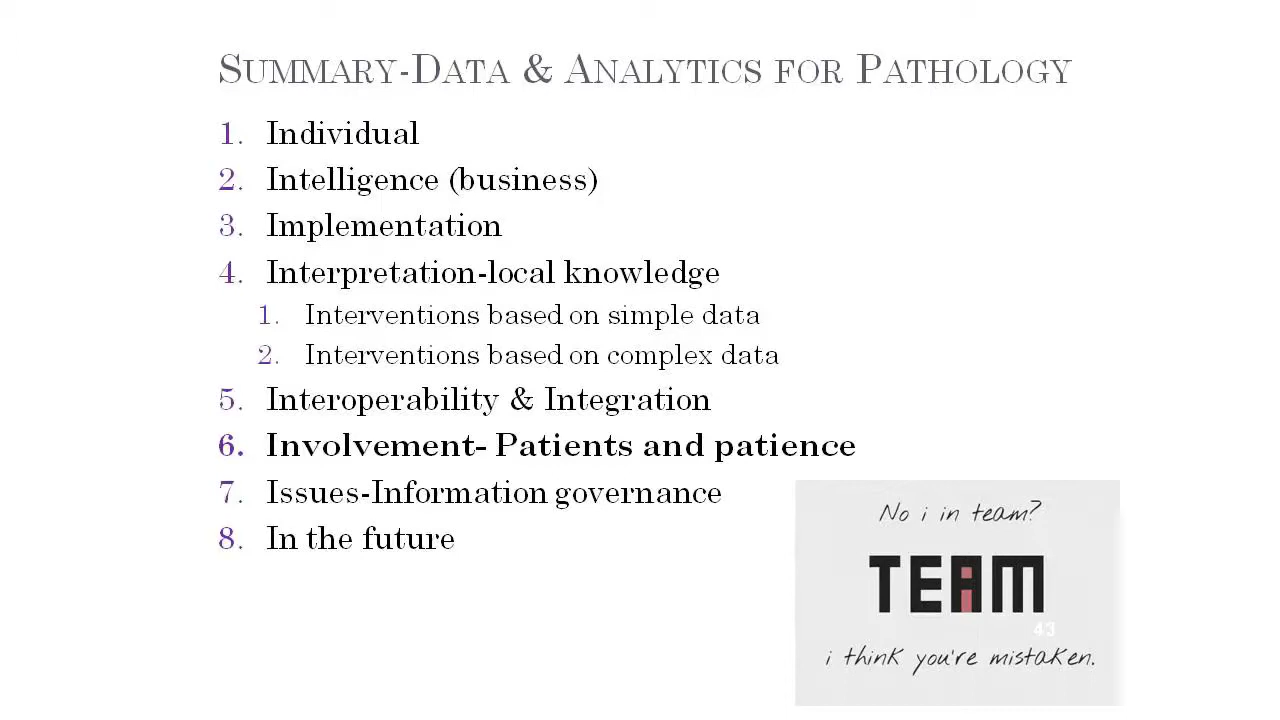 SUMMARY-DATA & ANALYTICS FOR PATHOLOGY
1. Individual
2. Intelligence (business)
3. Implementation
4. Interpretation-local knowledge
1. Interventions based on simple data
2. Interventions based on complex data
5. Interoperability & Integration
6. Involvement- Patients and patience
7. Issues-Information governance
8. In the future
No i in team?
TEAM
43
i think you're mistaken.